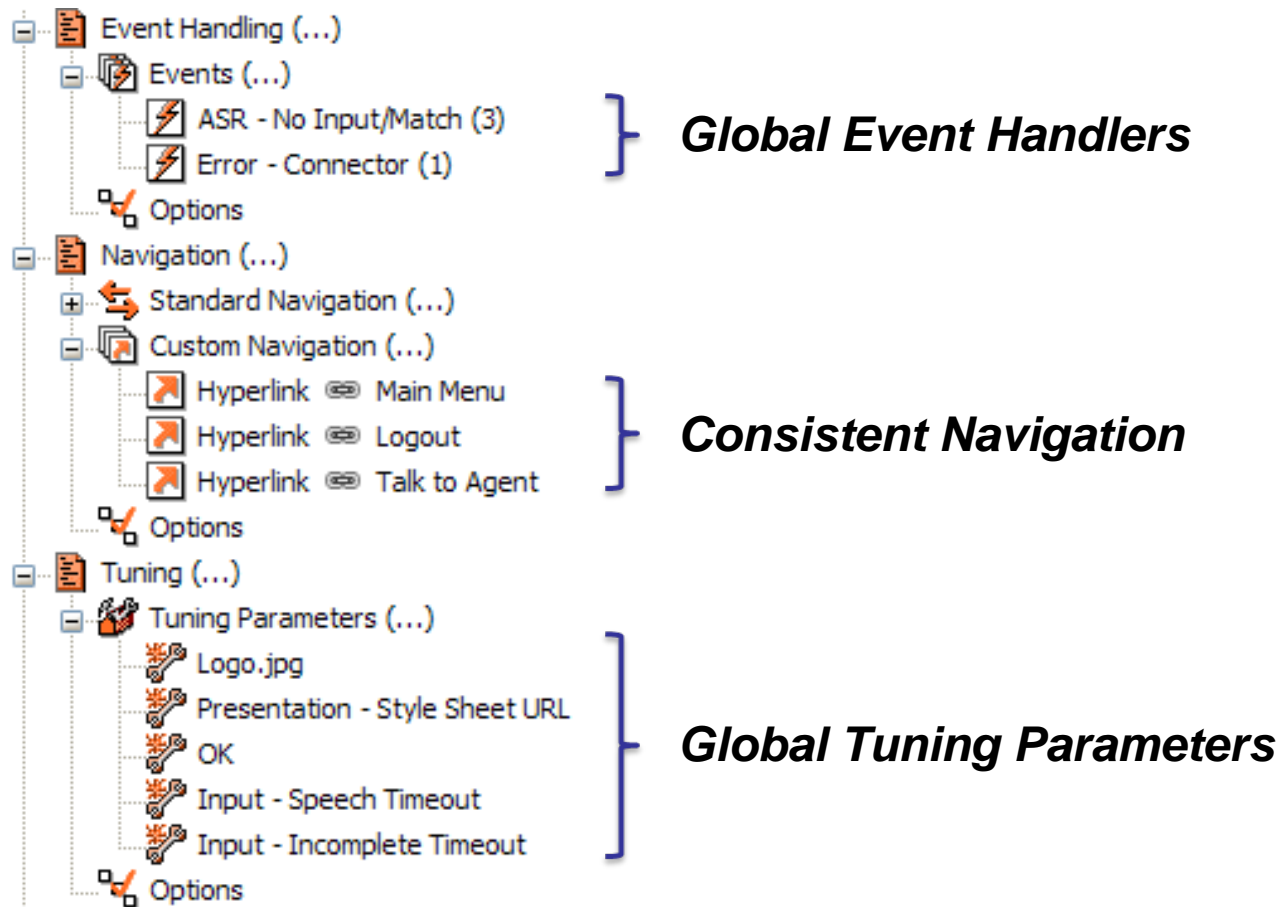 Event Handling (...)
Events (...)
ASR - No Input/Match (3)
Error - Connector (1)
Global Event Handlers
Options
Navigation (...)
Standard Navigation (...)
Custom Navigation (...)
Hyperlink Main Menu
Hyperlink Logout
Hyperlink Talk to Agent
Consistent Navigation
Options
Tuning (...)
Tuning Parameters (...)
Logo.jpg
Presentation - Style Sheet URL
OK
Input - Speech Timeout
Input - Incomplete Timeout
Global Tuning Parameters
Options